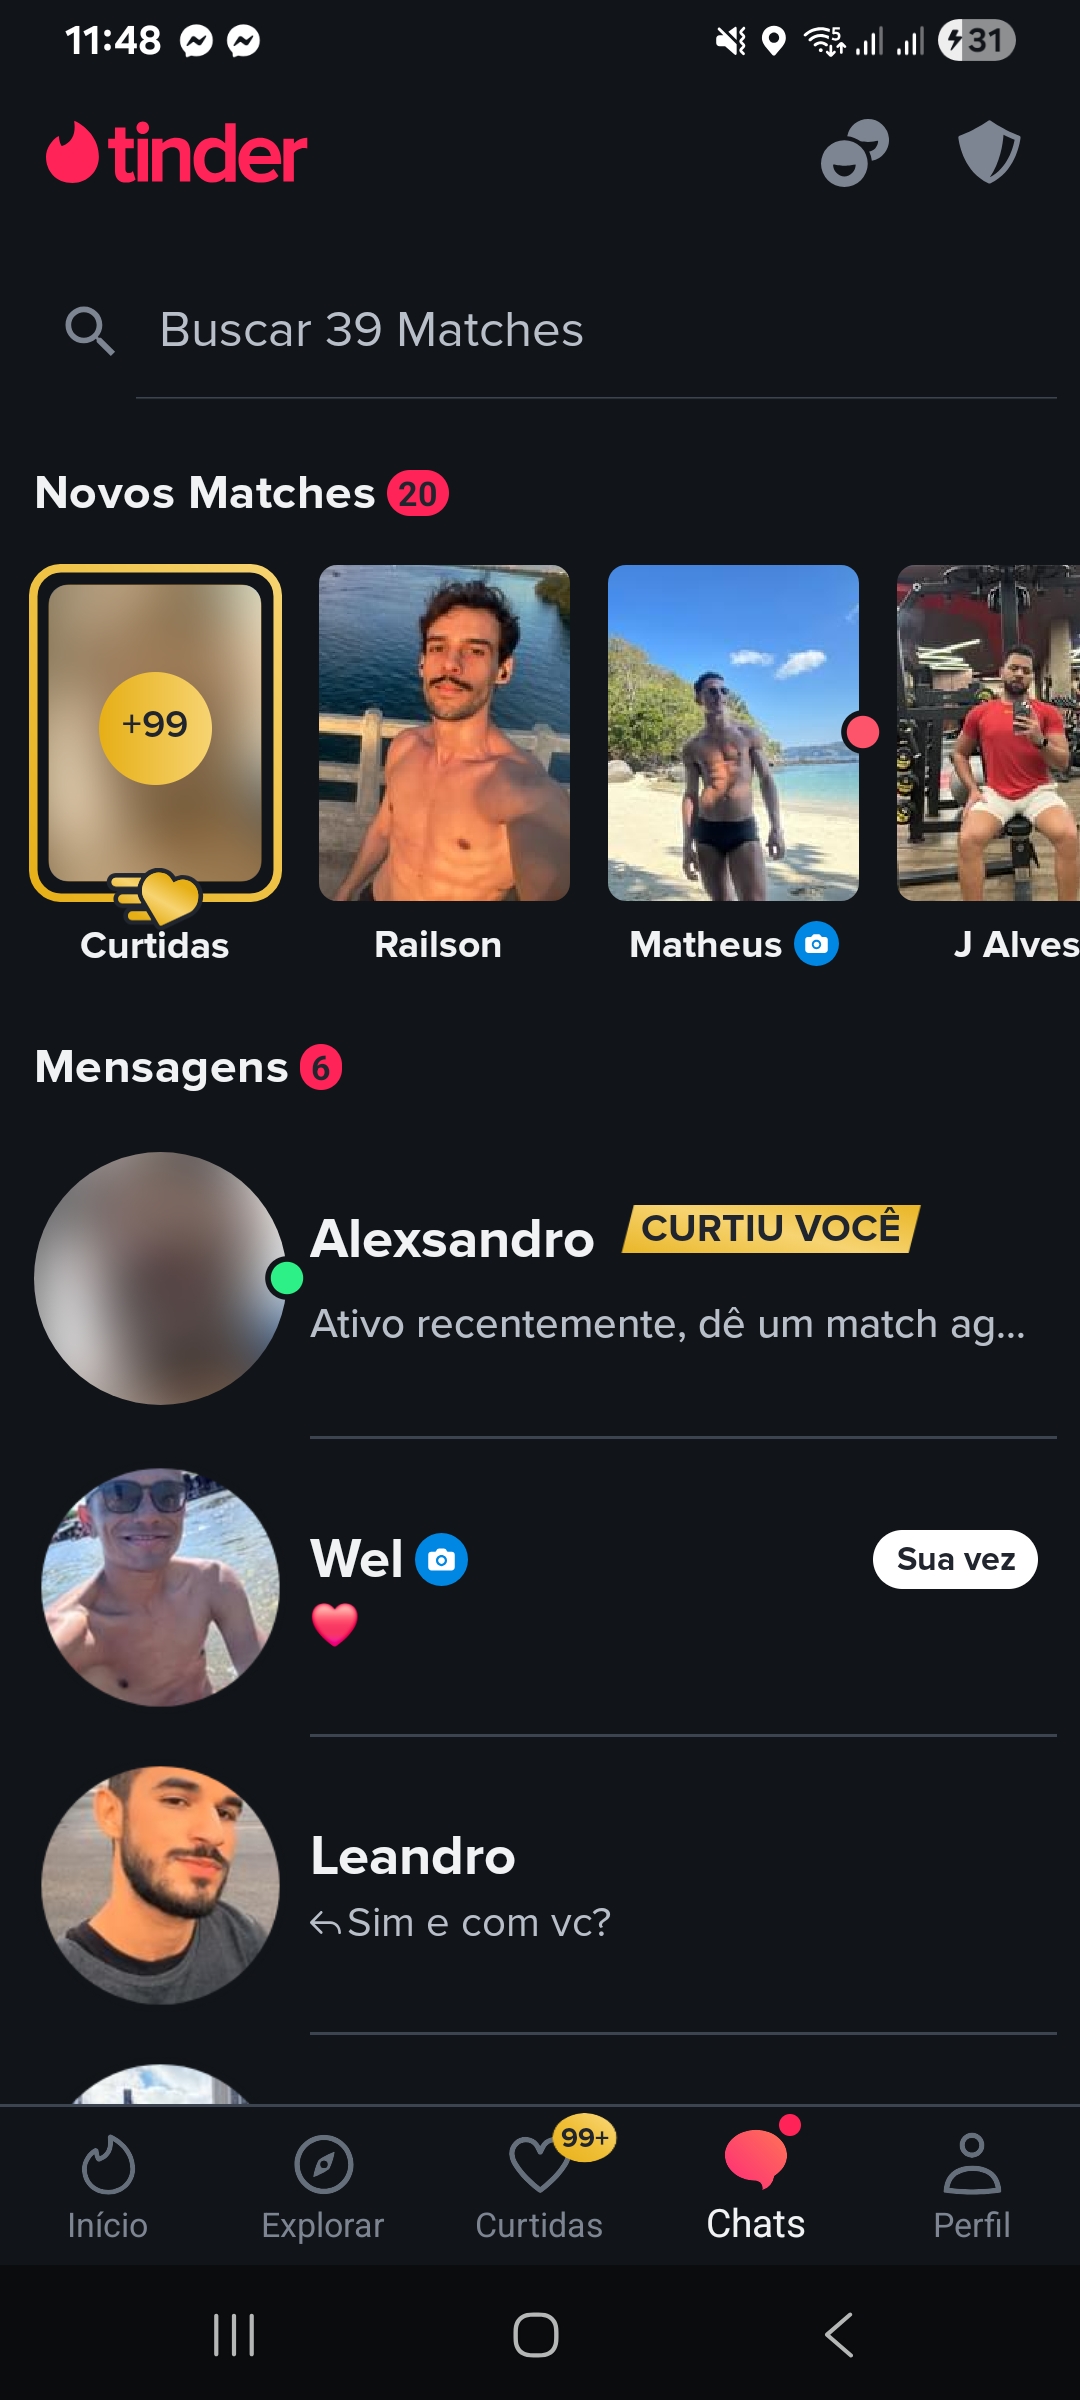 11:48
5
31
tinder
Buscar 39 Matches
Novos Matches 20
+99
Curtidas
Railson
Matheus
J Alves
Mensagens 6
Alexsandro CURTIU VOCÊ
Ativo recentemente, dê um match ag...
Wel
Sua vez
Leandro
Sim e com vc?
99+
Início
Explorar
Curtidas
Chats
Perfil